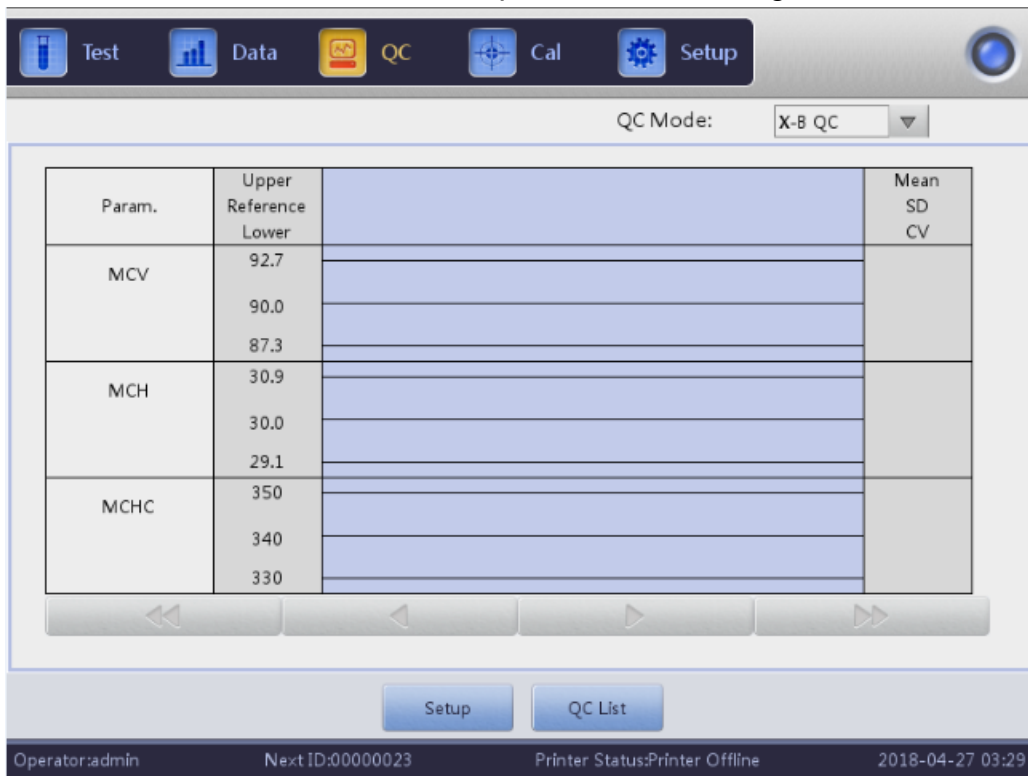 Test Data QC Cal Setup
QC Mode: X-B QC
Param.
Upper
Reference
Lower
Mean
SD
CV
MCV
92.7
90.0
87.3
MCH
30.9
30.0
29.1
MCHC
350
340
330
Setup QC List
Operator:admin Next ID:00000023 Printer Status:Printer Offline 2018-04-27 03:29